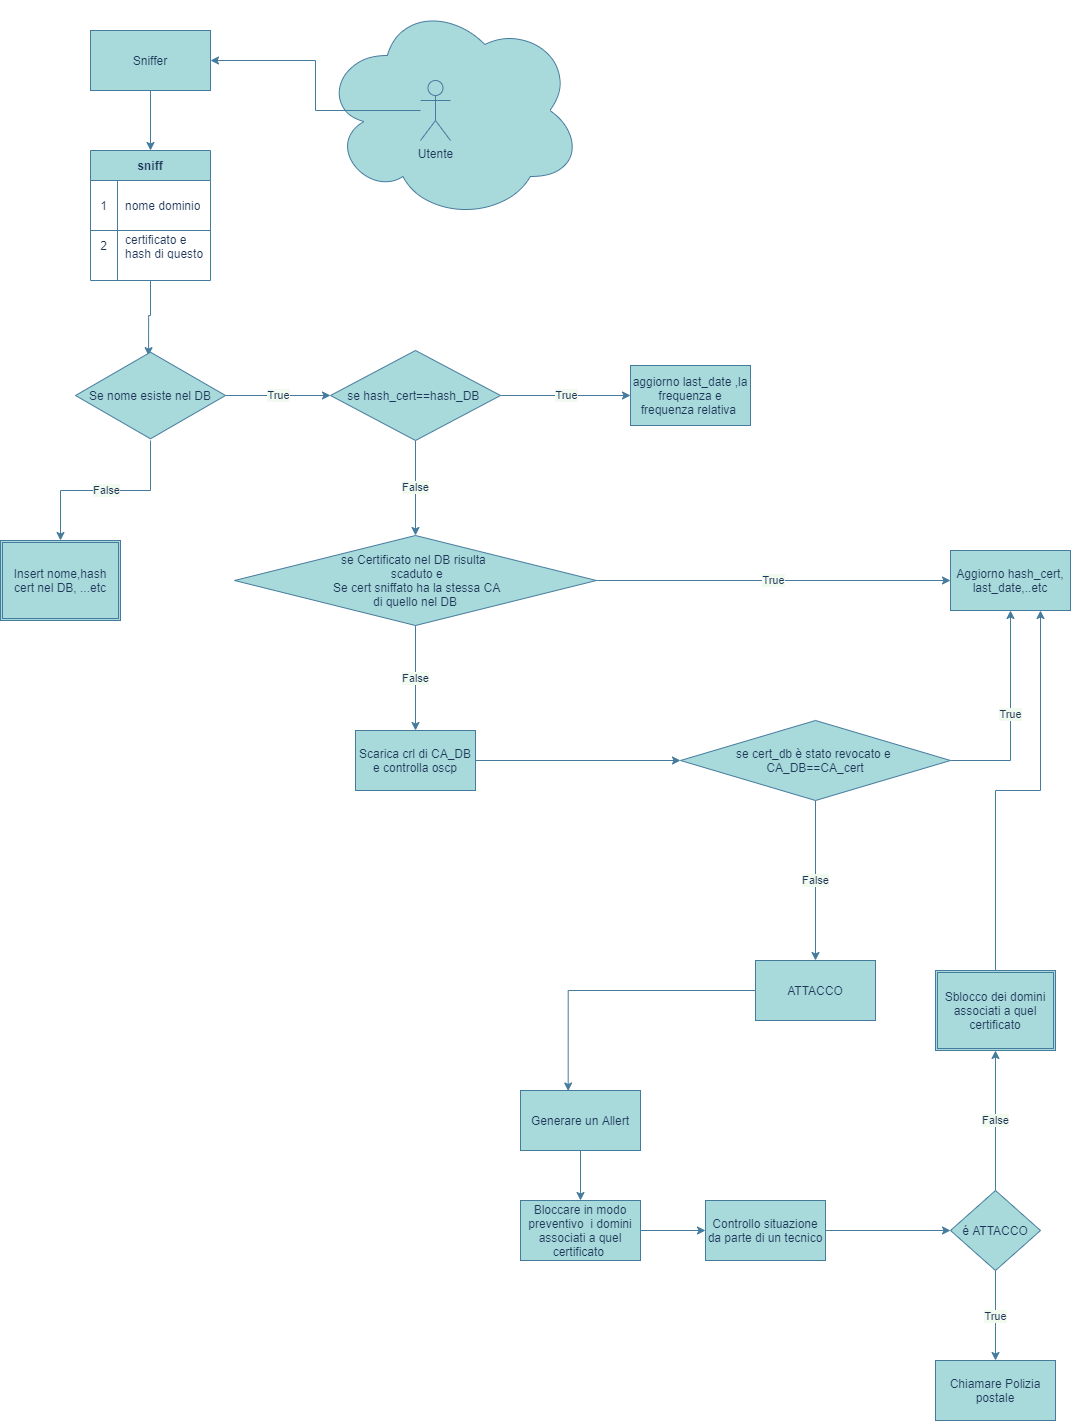 Sniffer
Utente
sniff
1
nome dominio
2
certificato e
hash di questo
Se nome esiste nel DB
True
se hash_cert==hash_DB
True
aggiorno last_date ,la
frequenza e
frequenza relativa
False
False
Insert nome,hash
cert nel DB, ...etc
se Certificato nel DB risulta
scaduto e
Se cert sniffato ha la stessa CA
di quello nel DB
True
Aggiorno hash_cert,
last_date,..etc
False
True
Scarica crl di CA_DB
e controlla oscp
se cert_db è stato revocato e
CA_DB==CA_cert
False
ATTACCO
Sblocco dei domini
associati a quel
certificato
Generare un Allert
False
Bloccare in modo
preventivo  i domini
associati a quel
certificato
Controllo situazione
da parte di un tecnico
é ATTACCO
True
Chiamare Polizia
postale